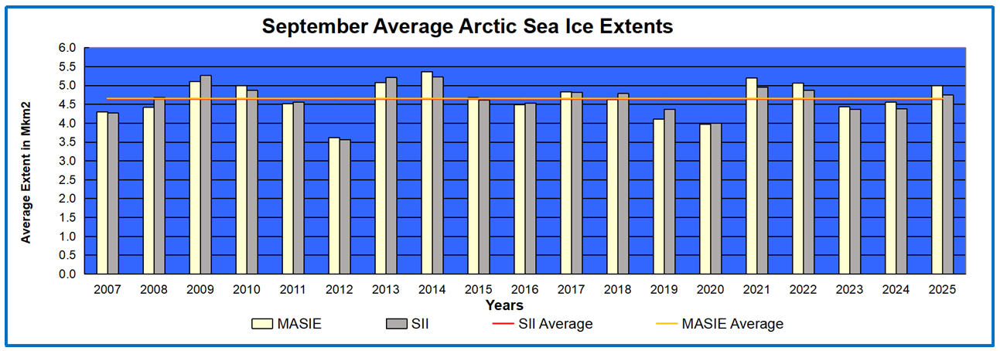 September Average Arctic Sea Ice Extents
Average Extent in Mkm2
6.0
5.5
5.0
4.5
4.0
3.5
3.0
2.5
2.0
1.5
1.0
0.5
0.0
2007 2008 2009 2010 2011 2012 2013 2014 2015 2016 2017 2018 2019 2020 2021 2022 2023 2024 2025
Years
MASIE SII SII Average MASIE Average